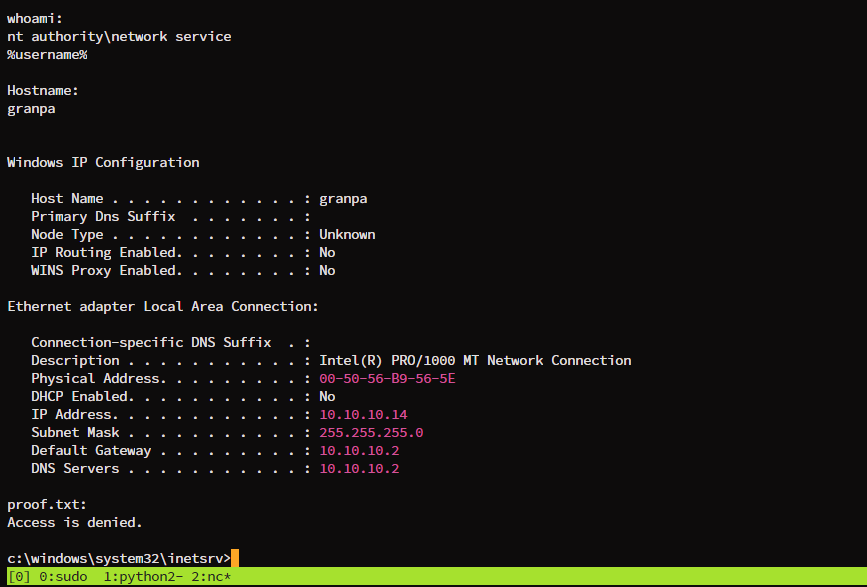 whoami:
nt authority\network service
%username%
Hostname:
granpa
Windows IP Configuration
Host Name . . . . . . . . . . . . : granpa
Primary Dns Suffix  . . . . . . . :
Node Type . . . . . . . . . . . . : Unknown
IP Routing Enabled. . . . . . . . : No
WINS Proxy Enabled. . . . . . . . : No
Ethernet adapter Local Area Connection:
Connection-specific DNS Suffix  . :
Description . . . . . . . . . . . : Intel(R) PRO/1000 MT Network Connection
Physical Address. . . . . . . . . : 00-50-56-B9-56-5E
DHCP Enabled. . . . . . . . . . . : No
IP Address. . . . . . . . . . . . : 10.10.10.14
Subnet Mask . . . . . . . . . . . : 255.255.255.0
Default Gateway . . . . . . . . . : 10.10.10.2
DNS Servers . . . . . . . . . . . : 10.10.10.2
proof.txt:
Access is denied.
c:\windows\system32\inetsrv>
[0] 0:sudo  1:python2- 2:nc*